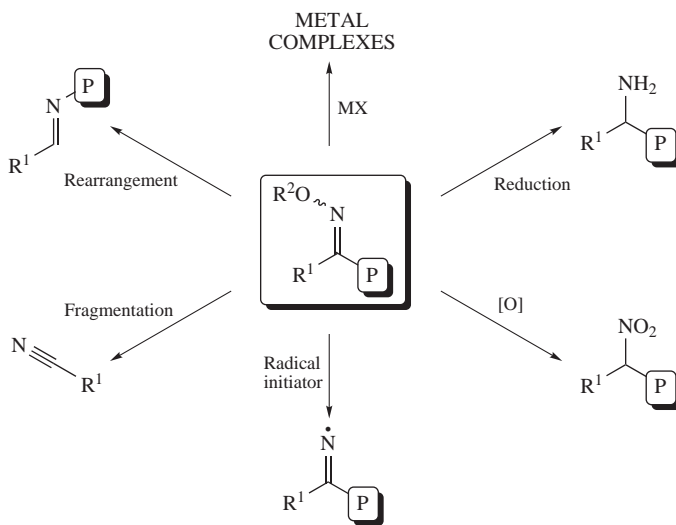 METAL
COMPLEXES
MX
P
N
R¹
Rearrangement
NH₂
R¹
P
Reduction
R²O
N
R¹
P
Fragmentation
N
R¹
[O]
NO₂
R¹
P
Radical
initiator
N
R¹
P